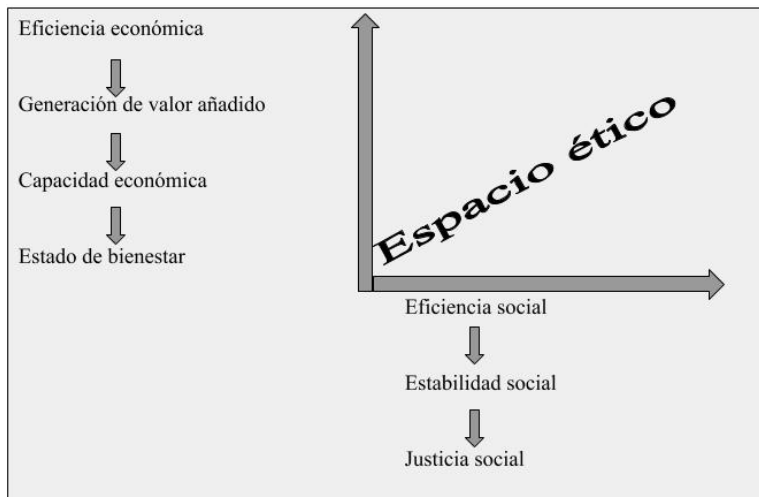 Eficiencia económica
Generación de valor añadido
Capacidad económica
Estado de bienestar
Espacio ético
Eficiencia social
Estabilidad social
Justicia social